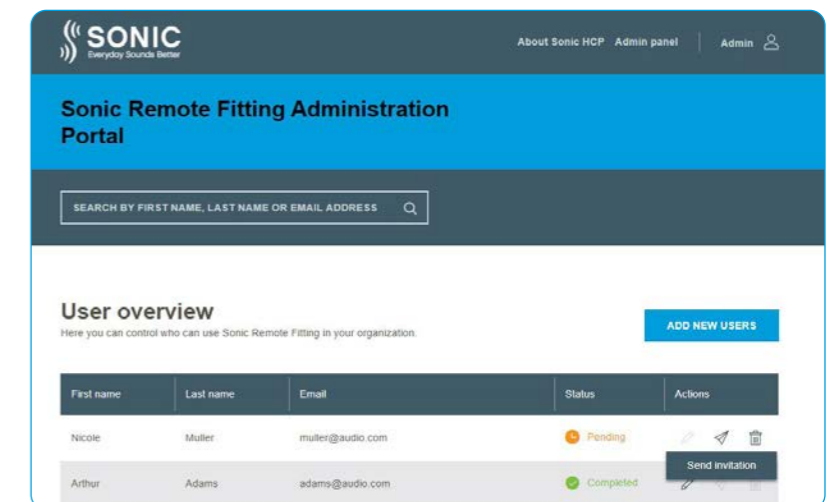 SONIC
Everyday Sounds Better
About Sonic HCP Admin panel Admin
Sonic Remote Fitting Administration
Portal
SEARCH BY FIRST NAME, LAST NAME OR EMAIL ADDRESS
User overview
Here you can control who can use Sonic Remote Fitting in your organization.
ADD NEW USERS
First name Last name Email Status Actions
Nicole Muller muller@audio.com Pending
Send invitation
Arthur Adams adams@audio.com Completed